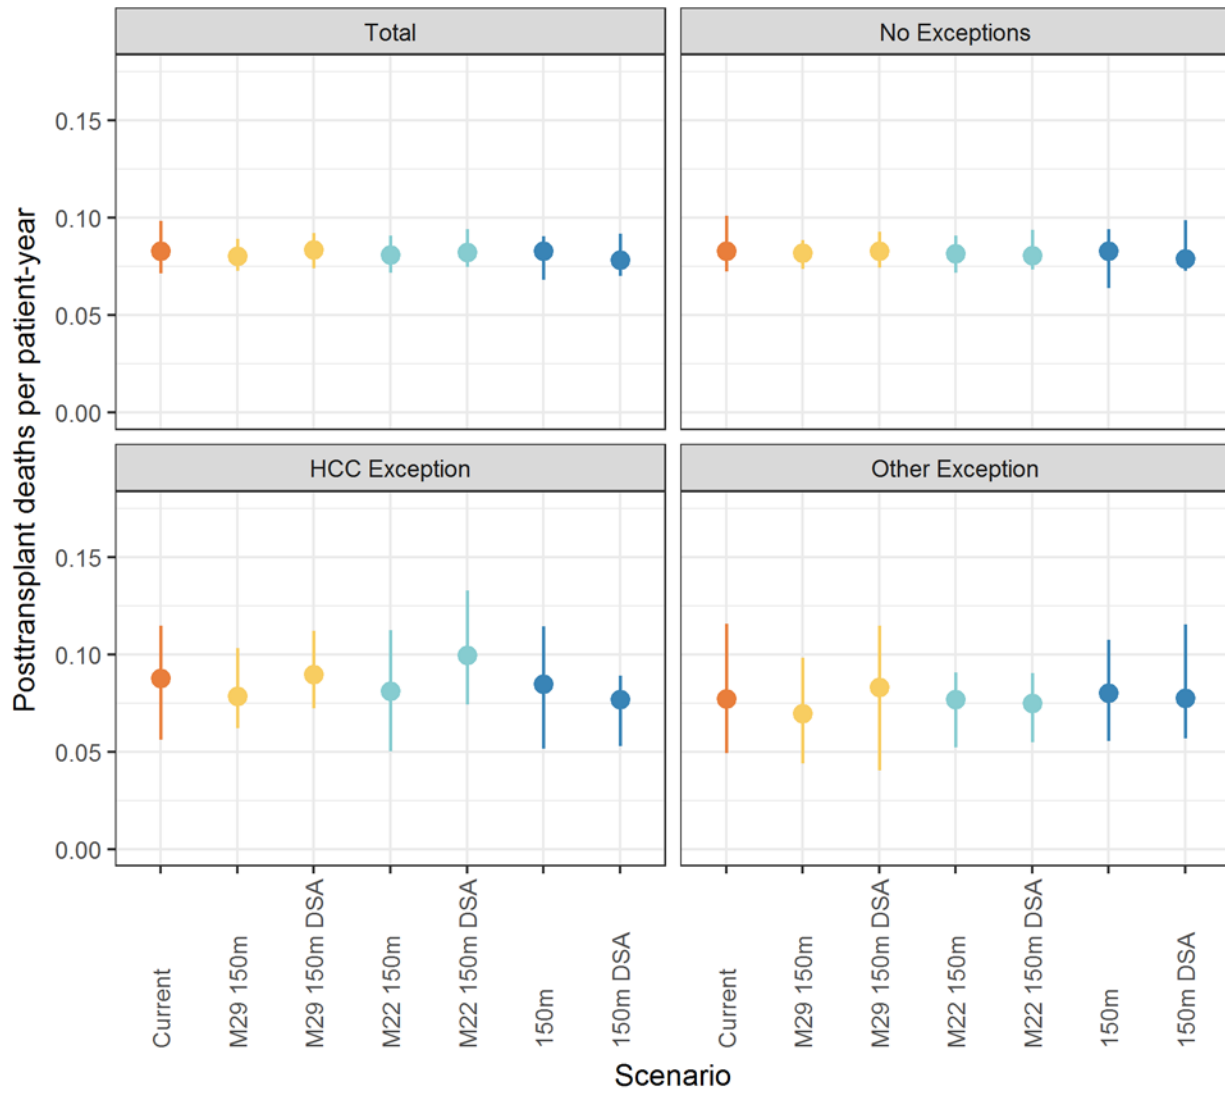 Total
No Exceptions
0.15
0.10
0.05
0.00
HCC Exception
Other Exception
0.15
0.10
0.05
0.00
Posttransplant deaths per patient-year
Current
M29 150m
M29 150m DSA
M22 150m
M22 150m DSA
150m
150m DSA
Current
M29 150m
M29 150m DSA
M22 150m
M22 150m DSA
150m
150m DSA
Scenario